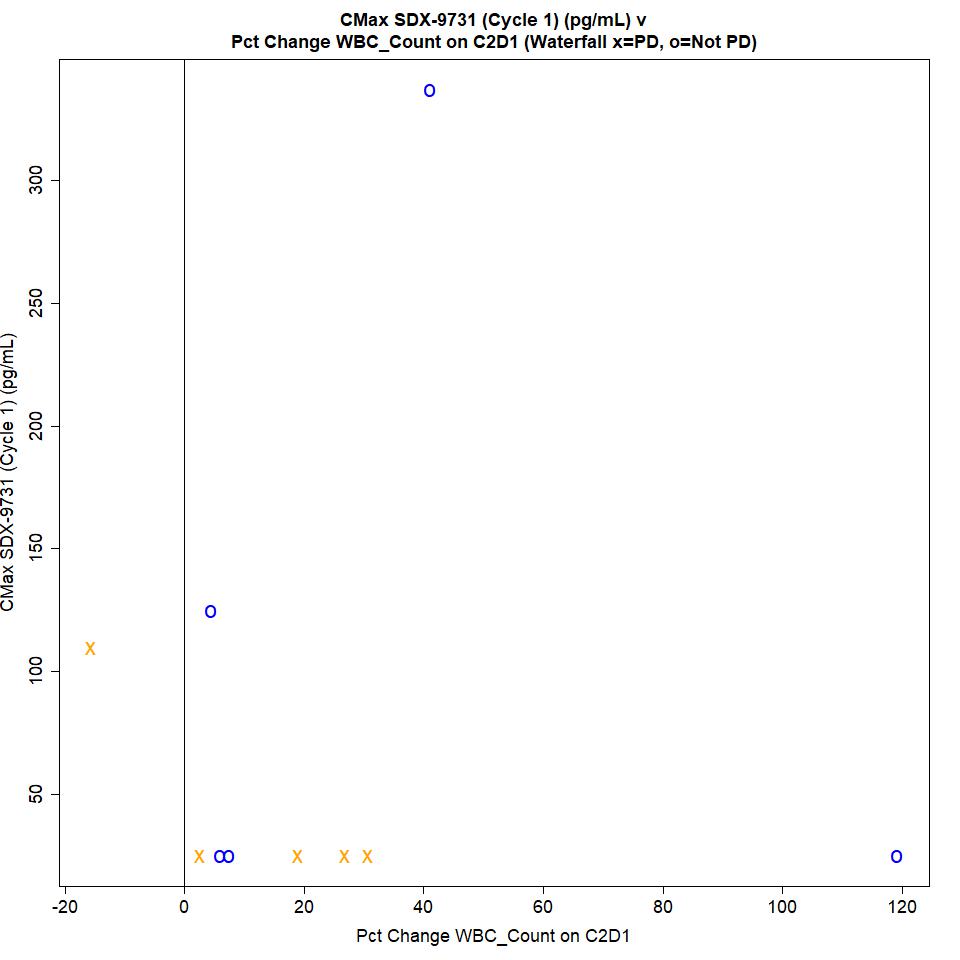 CMax SDX-9731 (Cycle 1) (pg/mL) v
Pct Change WBC_Count on C2D1 (Waterfall x=PD, o=Not PD)
CMax SDX-9731 (Cycle 1) (pg/mL)
300
250
200
150
100
50
o
o
x
x
o
o
x
x
x
o
-20
0
20
40
60
80
100
120
Pct Change WBC_Count on C2D1